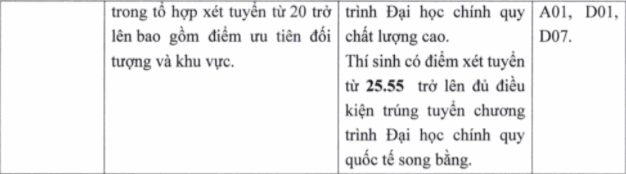 trong tổ hợp xét tuyển từ 20 trở
lên bao gồm điểm ưu tiên đối
tượng và khu vực.
trình Đại học chính quy
chất lượng cao.
Thí sinh có điểm xét tuyển
từ 25.55 trở lên đủ điều
kiện trúng tuyển chương
trình Đại học chính quy
quốc tế song bằng.
A01, D01,
D07.